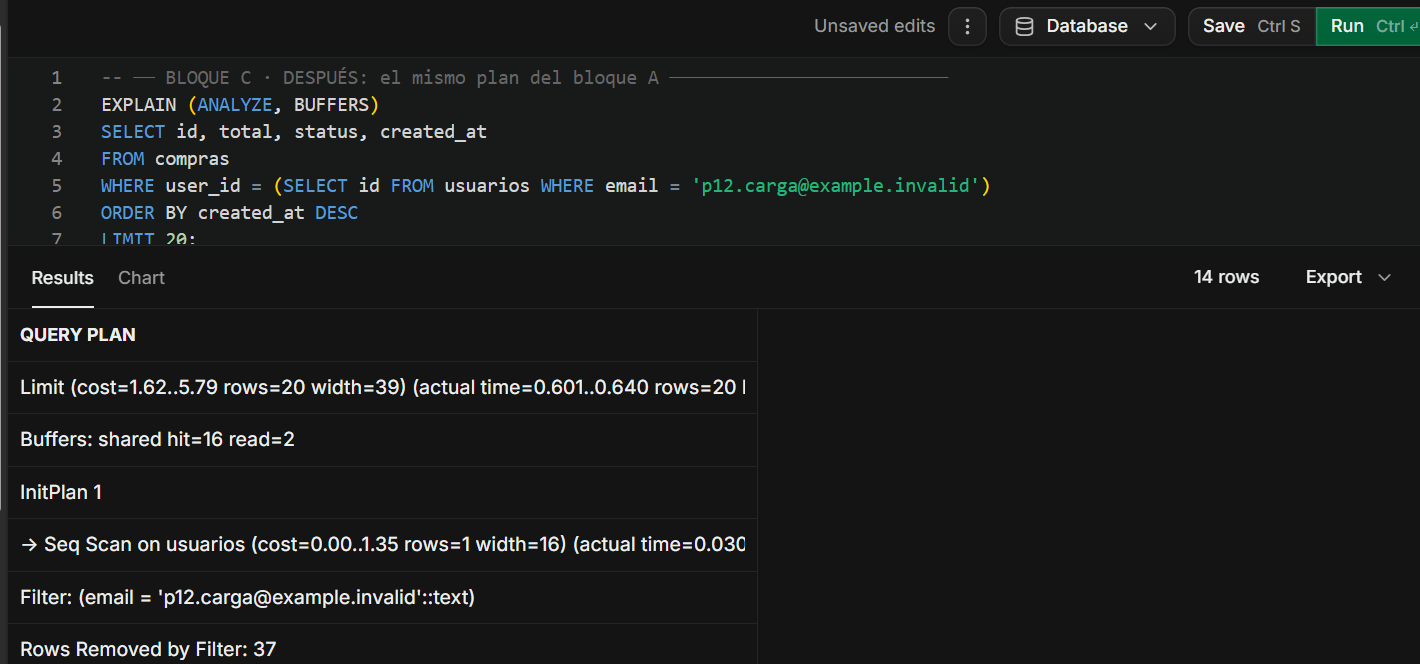 Unsaved edits Database Save Ctrl S Run Ctrl ↵
1 -- —— BLOQUE C · DESPUÉS: el mismo plan del bloque A ——————————————————————————
2 EXPLAIN (ANALYZE, BUFFERS)
3 SELECT id, total, status, created_at
4 FROM compras
5 WHERE user_id = (SELECT id FROM usuarios WHERE email = 'p12.carga@example.invalid')
6 ORDER BY created_at DESC
7 LIMIT 20;
Results Chart 14 rows Export
QUERY PLAN
Limit (cost=1.62..5.79 rows=20 width=39) (actual time=0.601..0.640 rows=20
Buffers: shared hit=16 read=2
InitPlan 1
→ Seq Scan on usuarios (cost=0.00..1.35 rows=1 width=16) (actual time=0.030
Filter: (email = 'p12.carga@example.invalid'::text)
Rows Removed by Filter: 37